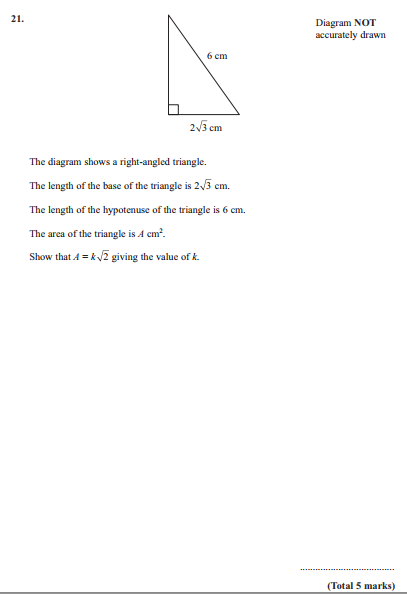 21.
Diagram NOT
accurately drawn
6 cm
2√3 cm
The diagram shows a right-angled triangle.
The length of the base of the triangle is 2√3 cm.
The length of the hypotenuse of the triangle is 6 cm.
The area of the triangle is A cm².
Show that A = k√2 giving the value of k.
....................................
(Total 5 marks)